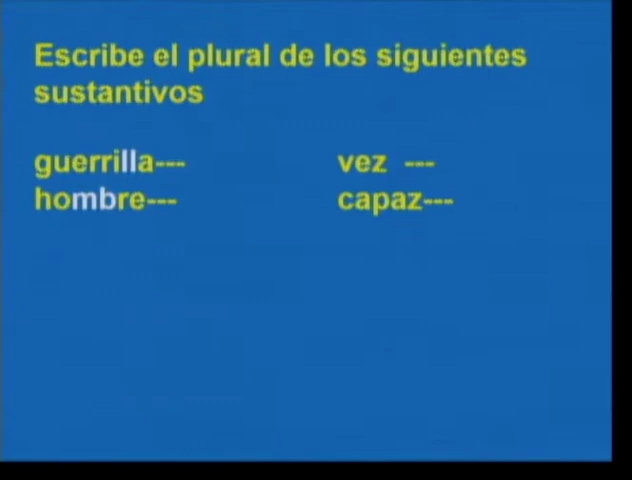 Escribe el plural de los siguientes
sustantivos
guerrilla--- vez ---
hombre--- capaz---